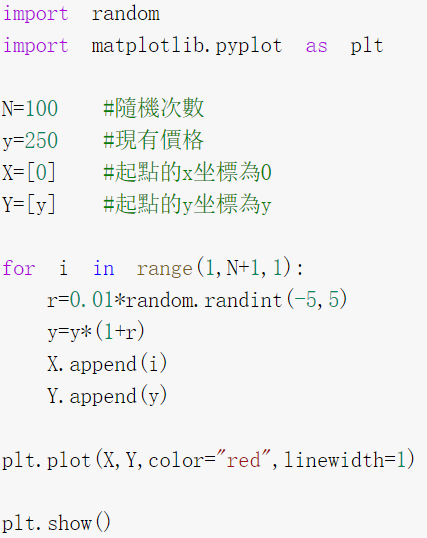 import random
import matplotlib.pyplot as plt
N=100 #隨機次數
y=250 #現有價格
X=[0] #起點的x坐標為0
Y=[y] #起點的y坐標為y
for i in range(1,N+1,1):
r=0.01*random.randint(-5,5)
y=y*(1+r)
X.append(i)
Y.append(y)
plt.plot(X,Y,color="red",linewidth=1)
plt.show()